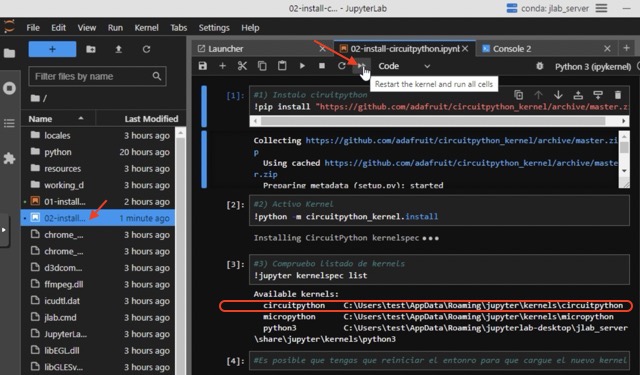 02-install-c... - JupyterLab
conda: jlab_server
File Edit View Run Kernel Tabs Settings Help
+
Filter files by name
/
Name Last Modified
locales 3 hours ago
python 20 hours ago
resources 3 hours ago
working_d 3 hours ago
01-install... 2 hours ago
02-install... 1 minute ago
chrome_... 3 hours ago
chrome_... 3 hours ago
d3dcom... 3 hours ago
ffmpeg.dll 3 hours ago
icudtl.dat 3 hours ago
jlab.cmd 3 hours ago
JupyterLa... 3 hours ago
libEGL.dll 3 hours ago
libGLESv... 3 hours ago
Launcher
02-install-circuitpython.ipynb
Console 2
Code
Python 3 (ipykernel)
Restart the kernel and run all cells
[1]: #1) Instalo ciruitpython
!pip install "https://github.com/adafruit/circuitpython_kernel/archive/master.z
Collecting https://github.com/adafruit/circuitpython_kernel/archive/master.zi
p
Using cached https://github.com/adafruit/circuitpython_kernel/archive/maste
r.zip
Preparing metadata (setup.py): started
[2]: #2) Activo Kernel
!python -m circuitpython_kernel.install
Installing CircuitPython kernelspec •••
[3]: #3) Compruebo listado de kernels
!jupyter kernelspec list
Available kernels:
circuitpython C:\Users\test\AppData\Roaming\jupyter\kernels\circuitpython
micropython C:\Users\test\AppData\Roaming\jupyter\kernels\micropython
python3 C:\Users\test\AppData\Roaming\jupyterlab-desktop\jlab_server
\share\jupyter\kernels\python3
[4]: #Es posible que tengas que reiniciar el entonro para que cargue el nuevo kernel